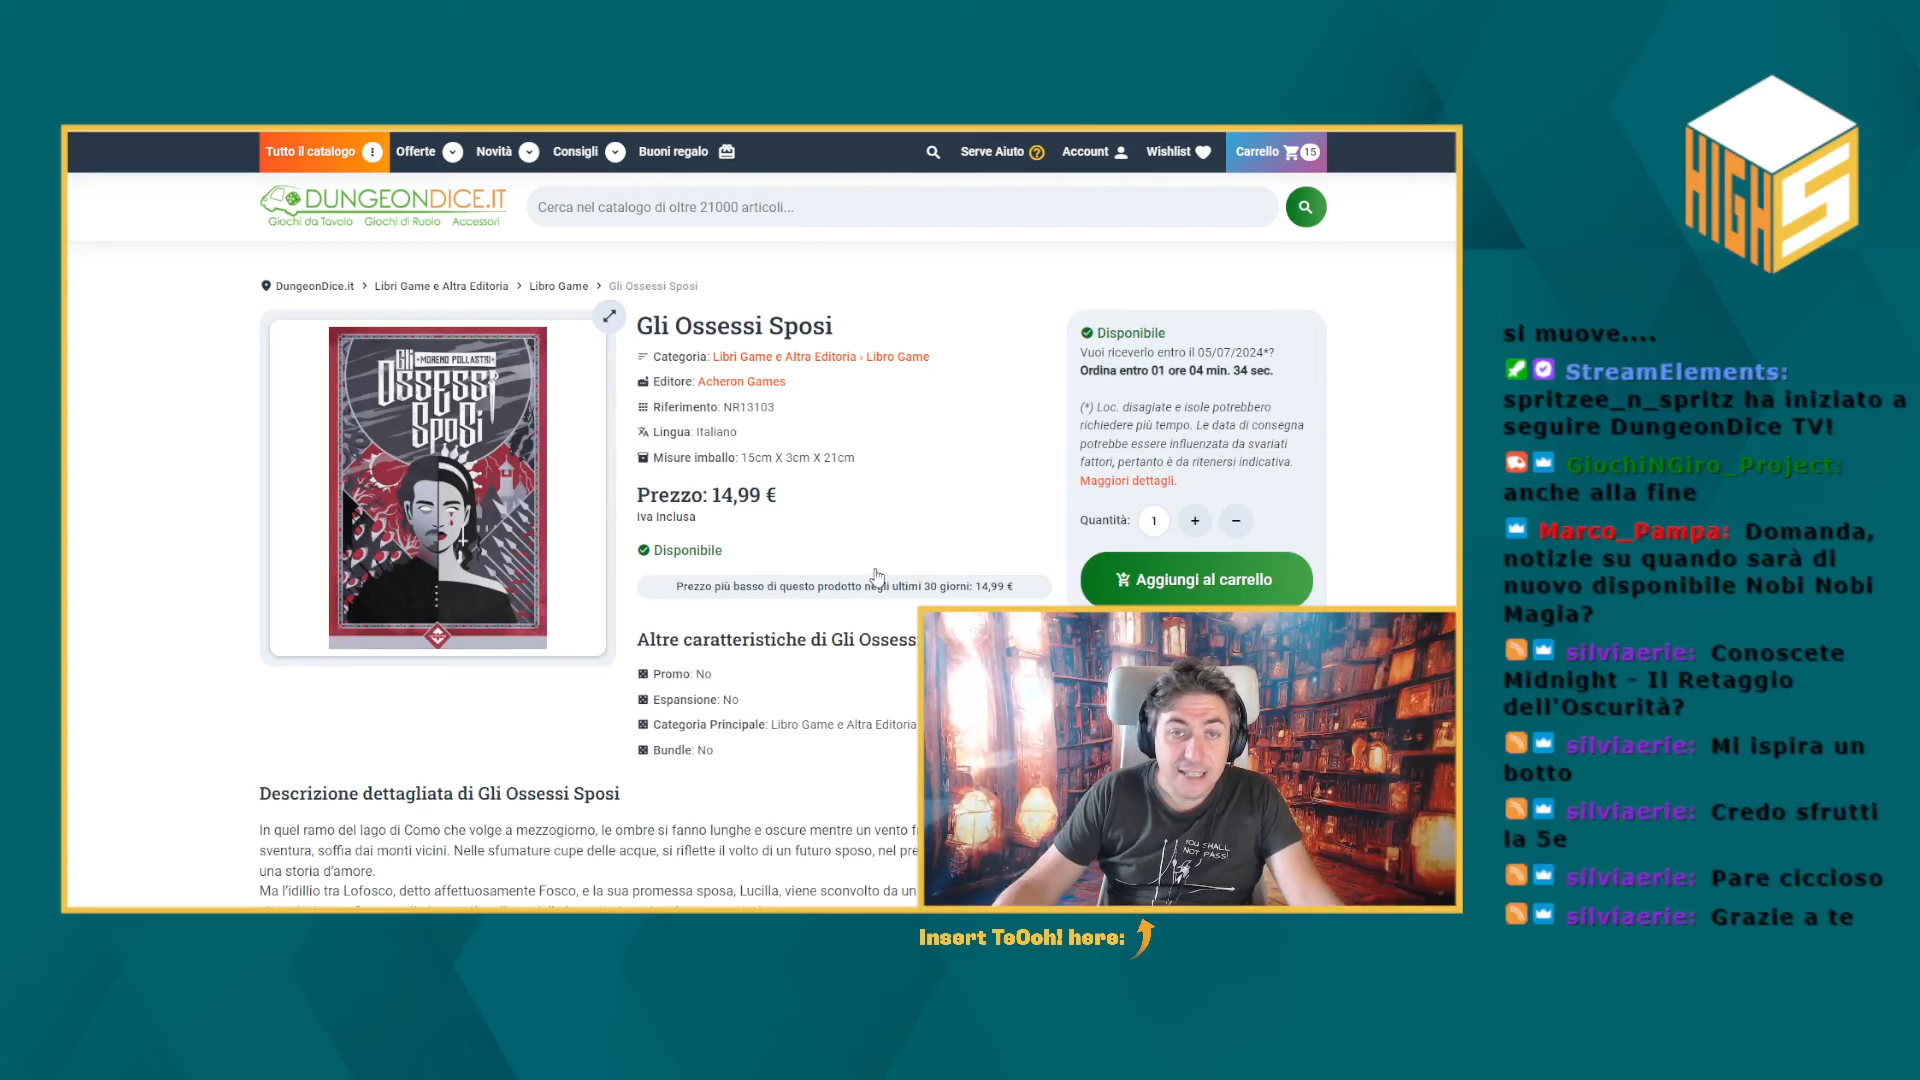 Tutto il catalogo
Offerte
Novità
Consigli
Buoni regalo
Serve Aiuto
Account
Wishlist
Carrello 15
DUNGEONDICE.IT
Giochi da Tavolo Giochi di Ruolo Accessori
Cerca nel catalogo di oltre 21000 articoli...
DungeonDice.it > Libri Game e Altra Editoria > Libro Game > Gli Ossessi Sposi
MORENO POLLASTRI
Gli
Ossessi
Sposi
Gli Ossessi Sposi
Categoria: Libri Game e Altra Editoria › Libro Game
Editore: Acheron Games
Riferimento: NR13103
Lingua: Italiano
Misure imballo: 15cm X 3cm X 21cm
Prezzo: 14,99 €
Iva Inclusa
Disponibile
Prezzo più basso di questo prodotto negli ultimi 30 giorni: 14,99 €
Altre caratteristiche di Gli Ossess
Promo: No
Espansione: No
Categoria Principale: Libro Game e Altra Editoria
Bundle: No
Disponibile
Vuoi riceverlo entro il 05/07/2024*?
Ordina entro 01 ore 04 min. 34 sec.
(*) Loc. disagiate e isole potrebbero
richiedere più tempo. Le data di consegna
potrebbe essere influenzata da svariati
fattori, pertanto è da ritenersi indicativa.
Maggiori dettagli.
Quantità: 1 + −
Aggiungi al carrello
Descrizione dettagliata di Gli Ossessi Sposi
In quel ramo del lago di Como che volge a mezzogiorno, le ombre si fanno lunghe e oscure mentre un vento f
sventura, soffia dai monti vicini. Nelle sfumature cupe delle acque, si riflette il volto di un futuro sposo, nel pre
una storia d'amore.
Ma l'idillio tra Lofosco, detto affettuosamente Fosco, e la sua promessa sposa, Lucilla, viene sconvolto da un
YOU SHALL
NOT PASS!
Insert TeOoh! here:
HIGH 5
si muove....
StreamElements:
spritzee_n_spritz ha iniziato a
seguire DungeonDice TV!
GiochiNGiro_Project:
anche alla fine
Marco_Pampa: Domanda,
notizie su quando sarà di
nuovo disponibile Nobi Nobi
Magia?
silviaerie: Conoscete
Midnight - Il Retaggio
dell'Oscurità?
silviaerie: Mi ispira un
botto
silviaerie: Credo sfrutti
la 5e
silviaerie: Pare ciccioso
silviaerie: Grazie a te